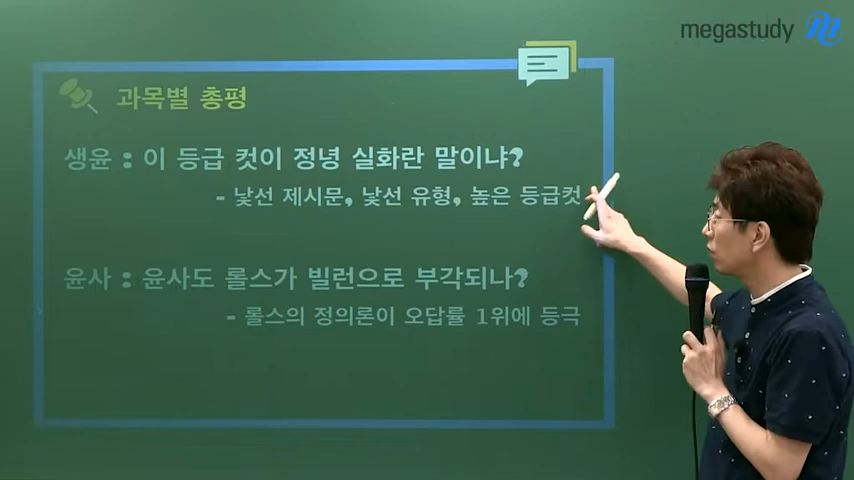 megastudy
과목별 총평
생윤 : 이 등급 컷이 정녕 실화란 말이냐?
- 낯선 제시문, 낯선 유형, 높은 등급컷
윤사 : 윤사도 롤스가 빌런으로 부각되나?
- 롤스의 정의론이 오답률 1위에 등극